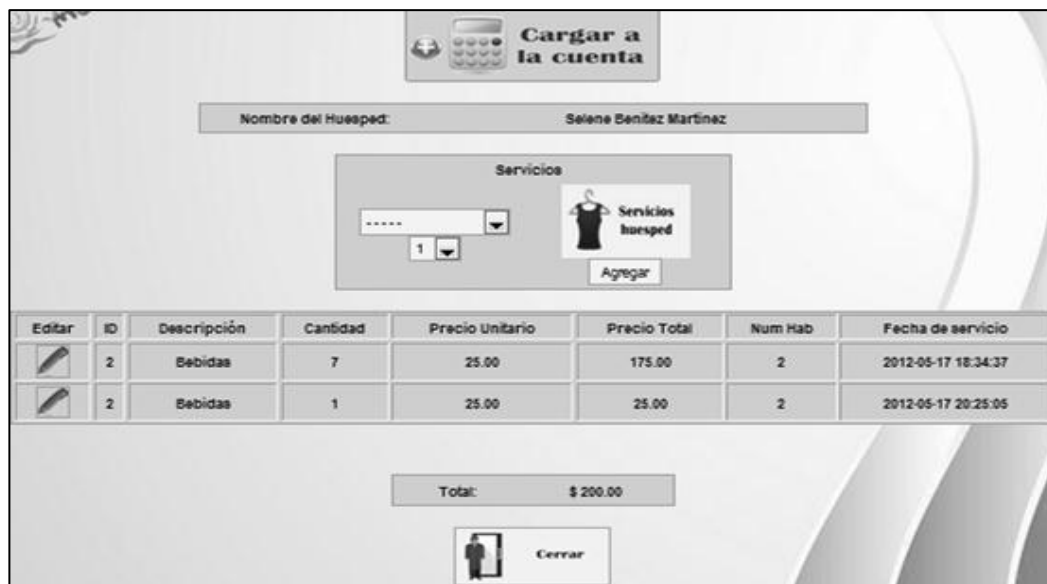 Cargar a
la cuenta
Nombre del Huesped: Selene Benitez Martinez
Servicios
-----
Servicios
huesped
1
Agregar
Editar ID Descripción Cantidad Precio Unitario Precio Total Num Hab Fecha de servicio
2 Bebidas 7 25.00 175.00 2 2012-05-17 18:34:37
2 Bebidas 1 25.00 25.00 2 2012-05-17 20:25:05
Total: $ 200.00
Cerrar